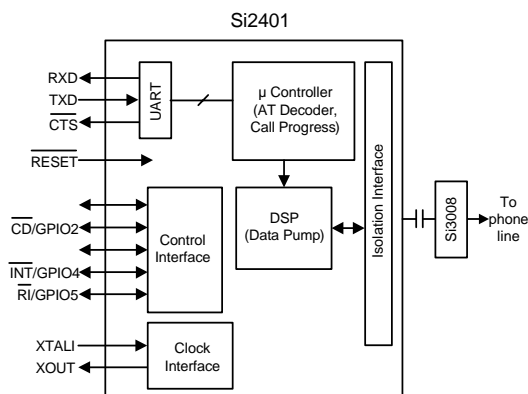 Si2401
RXD
TXD
CTS
RESET
CD/GPIO2
INT/GPIO4
RI/GPIO5
XTALI
XOUT
UART
µ Controller
(AT Decoder,
Call Progress)
DSP
(Data Pump)
Control
Interface
Clock
Interface
Isolation Interface
Si3008
To
phone
line